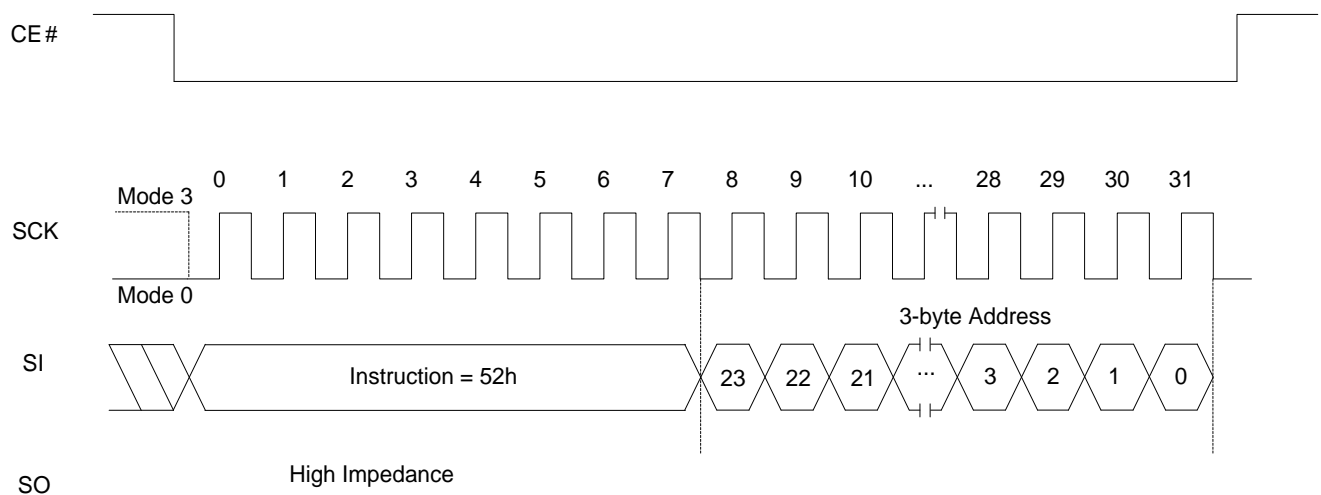 CE#
0 1 2 3 4 5 6 7 8 9 10 ... 28 29 30 31
Mode 3
SCK
Mode 0
3-byte Address
SI
Instruction = 52h
23 22 21 ... 3 2 1 0
High Impedance
SO